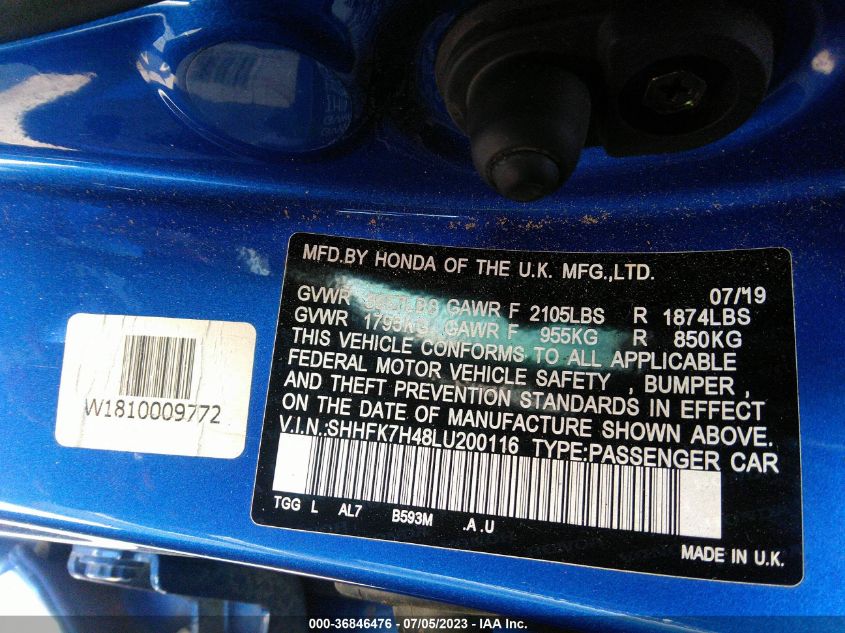 MFD.BY HONDA OF THE U.K. MFG.,LTD.
07/19
GVWR LBS GAWR F 2105LBS R 1874LBS
GVWR 1795KG GAWR F 955KG R 850KG
THIS VEHICLE CONFORMS TO ALL APPLICABLE
FEDERAL MOTOR VEHICLE SAFETY , BUMPER ,
AND THEFT PREVENTION STANDARDS IN EFFECT
ON THE DATE OF MANUFACTURE SHOWN ABOVE.
V.I.N.:SHHFK7H48LU200116 TYPE:PASSENGER CAR
TGG L AL7 B593M .A .U
MADE IN U.K.
W1810009772
000-36846476 - 07/05/2023 - IAA Inc.